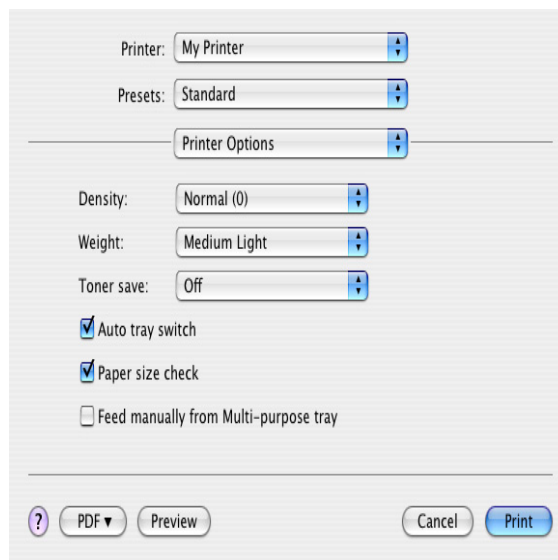 Printer: My Printer
Presets: Standard
Printer Options
Density: Normal (0)
Weight: Medium Light
Toner save: Off
Auto tray switch
Paper size check
Feed manually from Multi-purpose tray
? PDF ▼ Preview Cancel Print